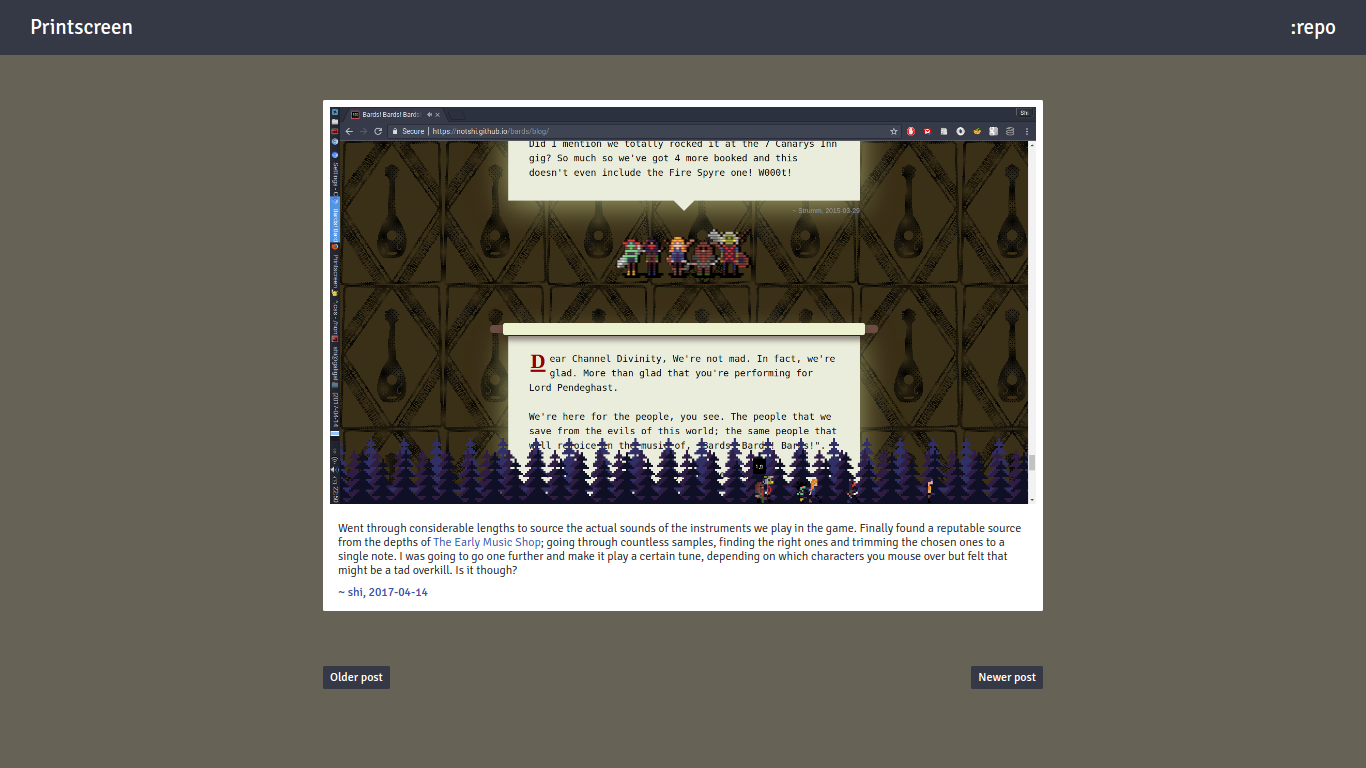 Printscreen
:repo
Bards! Bards! Bards
Shi
Secure | https://notshi.github.io/bards/blog/
Did I mention we totally rocked it at the 7 Canarys Inn
gig? So much so we've got 4 more booked and this
doesn't even include the Fire Spyre one! W000t!
~ Strumm, 2015-03-29
Dear Channel Divinity, We're not mad. In fact, we're
glad. More than glad that you're performing for
Lord Pendeghast.
We're here for the people, you see. The people that we
save from the evils of this world; the same people that
will rejoice in the music of, "Bards! Bards! Bards!".
Went through considerable lengths to source the actual sounds of the instruments we play in the game. Finally found a reputable source
from the depths of The Early Music Shop; going through countless samples, finding the right ones and trimming the chosen ones to a
single note. I was going to go one further and make it play a certain tune, depending on which characters you mouse over but felt that
might be a tad overkill. Is it though?
~ shi, 2017-04-14
Older post
Newer post